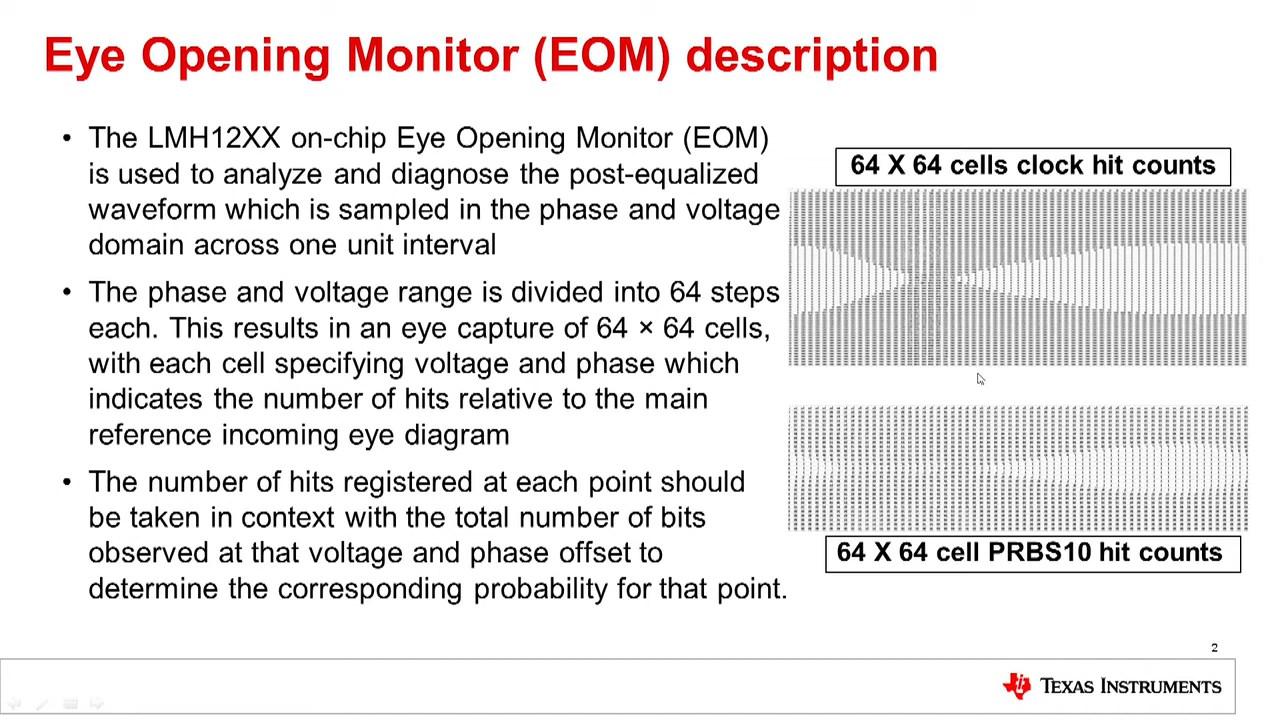 Eye Opening Monitor (EOM) description
• The LMH12XX on-chip Eye Opening Monitor (EOM)
is used to analyze and diagnose the post-equalized
waveform which is sampled in the phase and voltage
domain across one unit interval
• The phase and voltage range is divided into 64 steps
each. This results in an eye capture of 64 × 64 cells,
with each cell specifying voltage and phase which
indicates the number of hits relative to the main
reference incoming eye diagram
• The number of hits registered at each point should
be taken in context with the total number of bits
observed at that voltage and phase offset to
determine the corresponding probability for that point.
64 X 64 cells clock hit counts
64 X 64 cell PRBS10 hit counts
2
TEXAS INSTRUMENTS